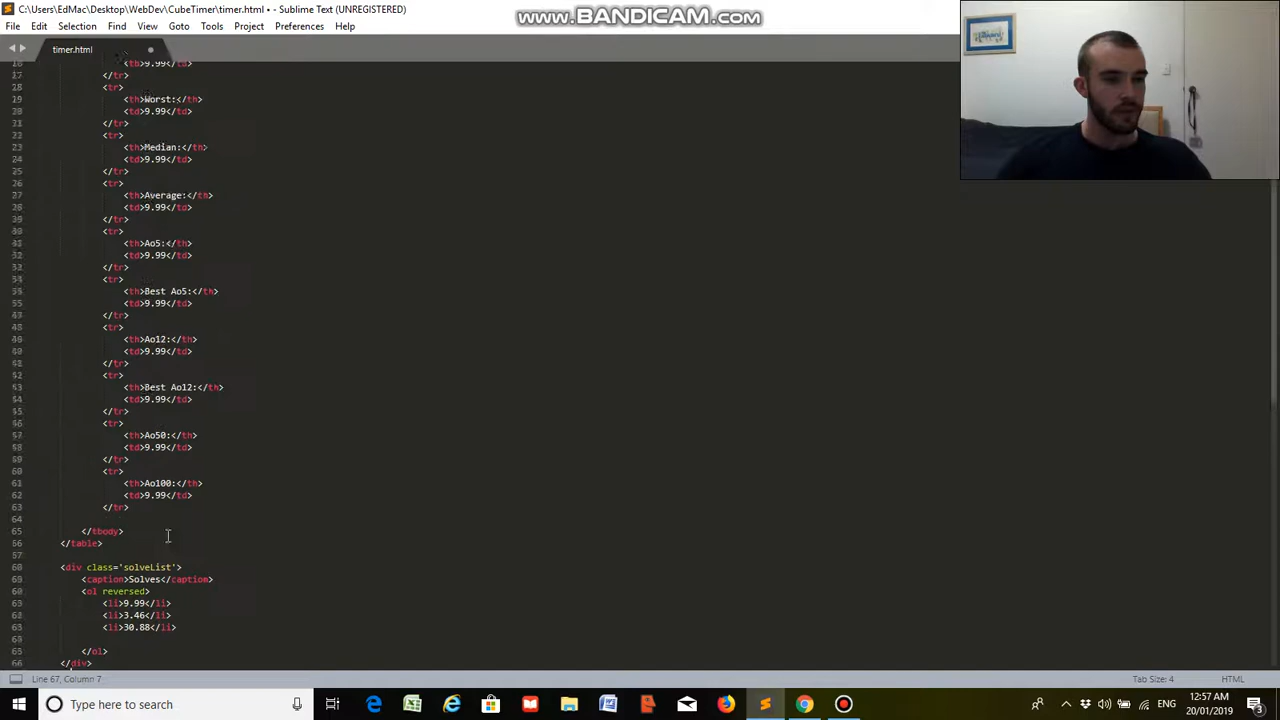 C:\Users\EdMac\Desktop\WebDev\CubeTimer\timer.html • - Sublime Text (UNREGISTERED)
www.BANDICAM.com
File Edit Selection Find View Goto Tools Project Preferences Help
timer.html
<th>9.99</td>
</tr>
<tr>
<th>Worst:</th>
<td>9.99</td>
</tr>
<tr>
<th>Median:</th>
<td>9.99</td>
</tr>
<tr>
<th>Average:</th>
<td>9.99</td>
</tr>
<tr>
<th>Ao5:</th>
<td>9.99</td>
</tr>
<tr>
<th>Best Ao5:</th>
<td>9.99</td>
</tr>
<tr>
<th>Ao12:</th>
<td>9.99</td>
</tr>
<tr>
<th>Best Ao12:</th>
<td>9.99</td>
</tr>
<tr>
<th>Ao50:</th>
<td>9.99</td>
</tr>
<tr>
<th>Ao100:</th>
<td>9.99</td>
</tr>
</tbody>
</table>
<div class='solveList'>
<caption>Solves</caption>
<ol reversed>
<li>9.99</li>
<li>3.46</li>
<li>30.88</li>
</ol>
</div>
Line 67, Column 7
Tab Size: 4
HTML
Type here to search
ENG
12:57 AM
20/01/2019